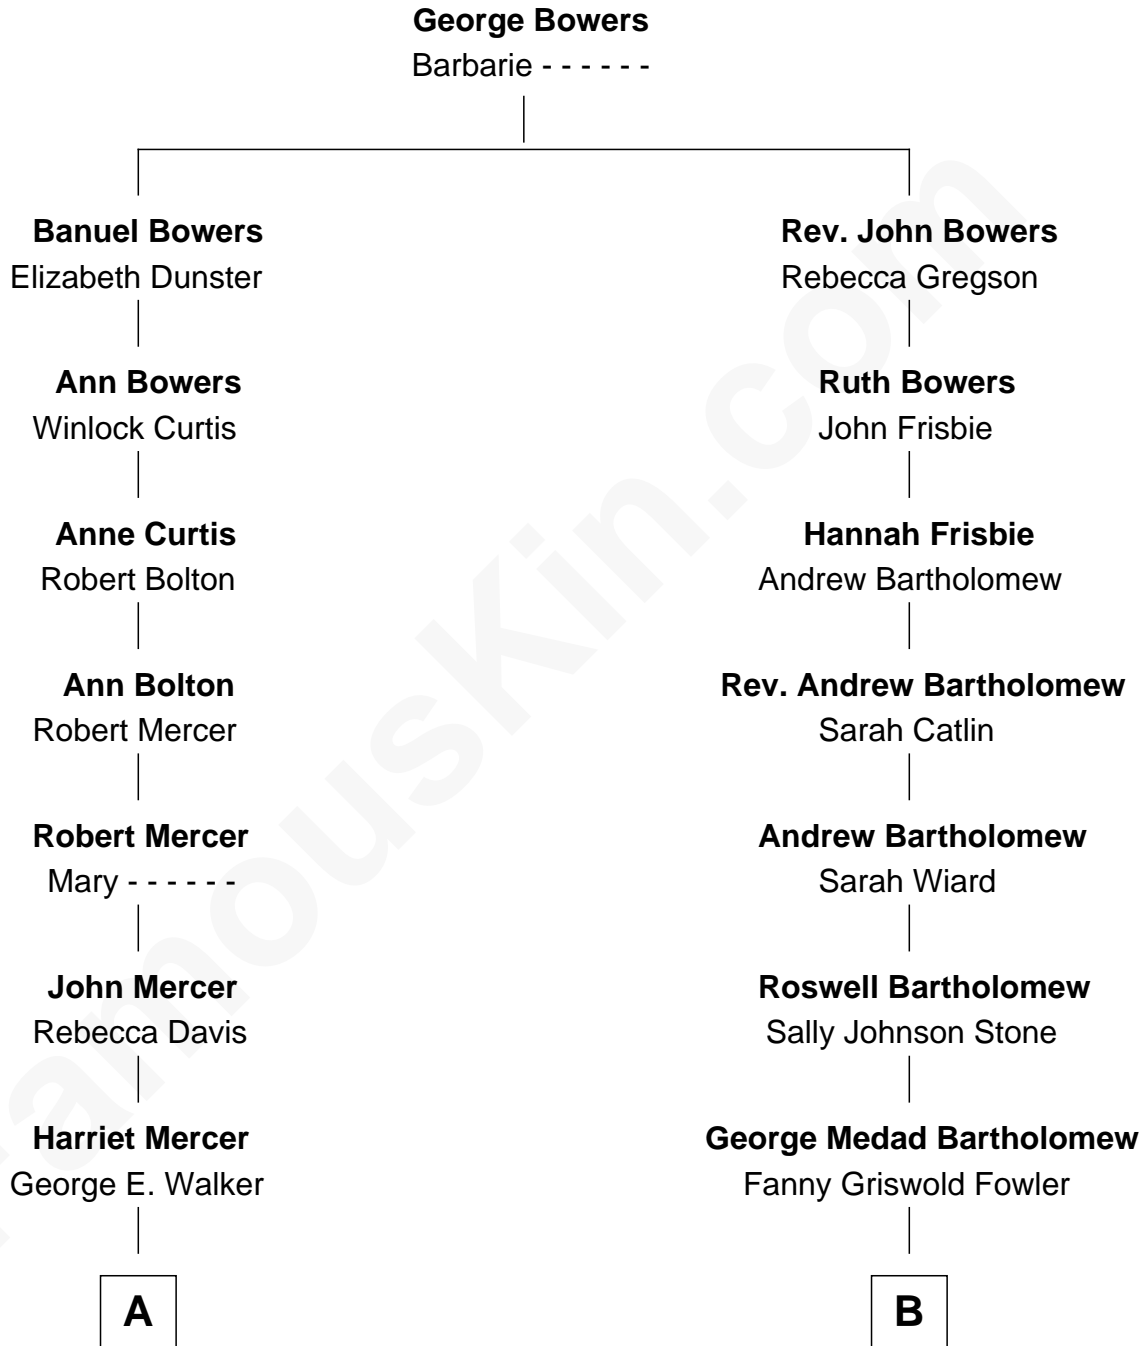 George Bowers
Barbarie - - - - - -
Banuel Bowers
Elizabeth Dunster
Rev. John Bowers
Rebecca Gregson
Ann Bowers
Winlock Curtis
Ruth Bowers
John Frisbie
Anne Curtis
Robert Bolton
Hannah Frisbie
Andrew Bartholomew
Ann Bolton
Robert Mercer
Rev. Andrew Bartholomew
Sarah Catlin
Robert Mercer
Mary - - - - - -
Andrew Bartholomew
Sarah Wiard
John Mercer
Rebecca Davis
Roswell Bartholomew
Sally Johnson Stone
Harriet Mercer
George E. Walker
George Medad Bartholomew
Fanny Griswold Fowler
A
B
FamousKin.com